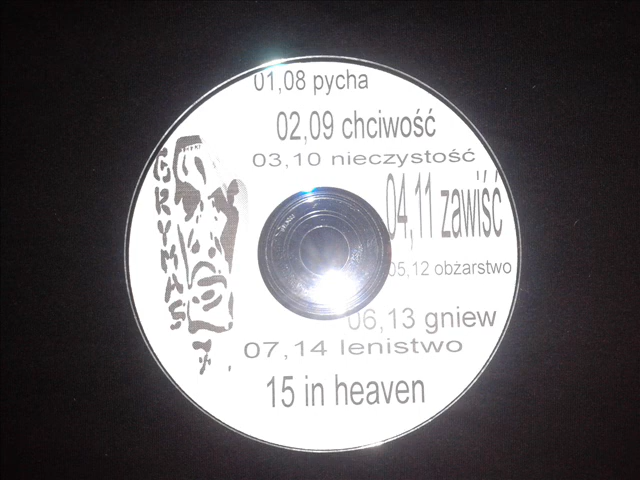 01,08 pycha
02,09 chciwość
03,10 nieczystość
04,11 zawiść
05,12 obżarstwo
06,13 gniew
07,14 lenistwo
15 in heaven
GRYMAS